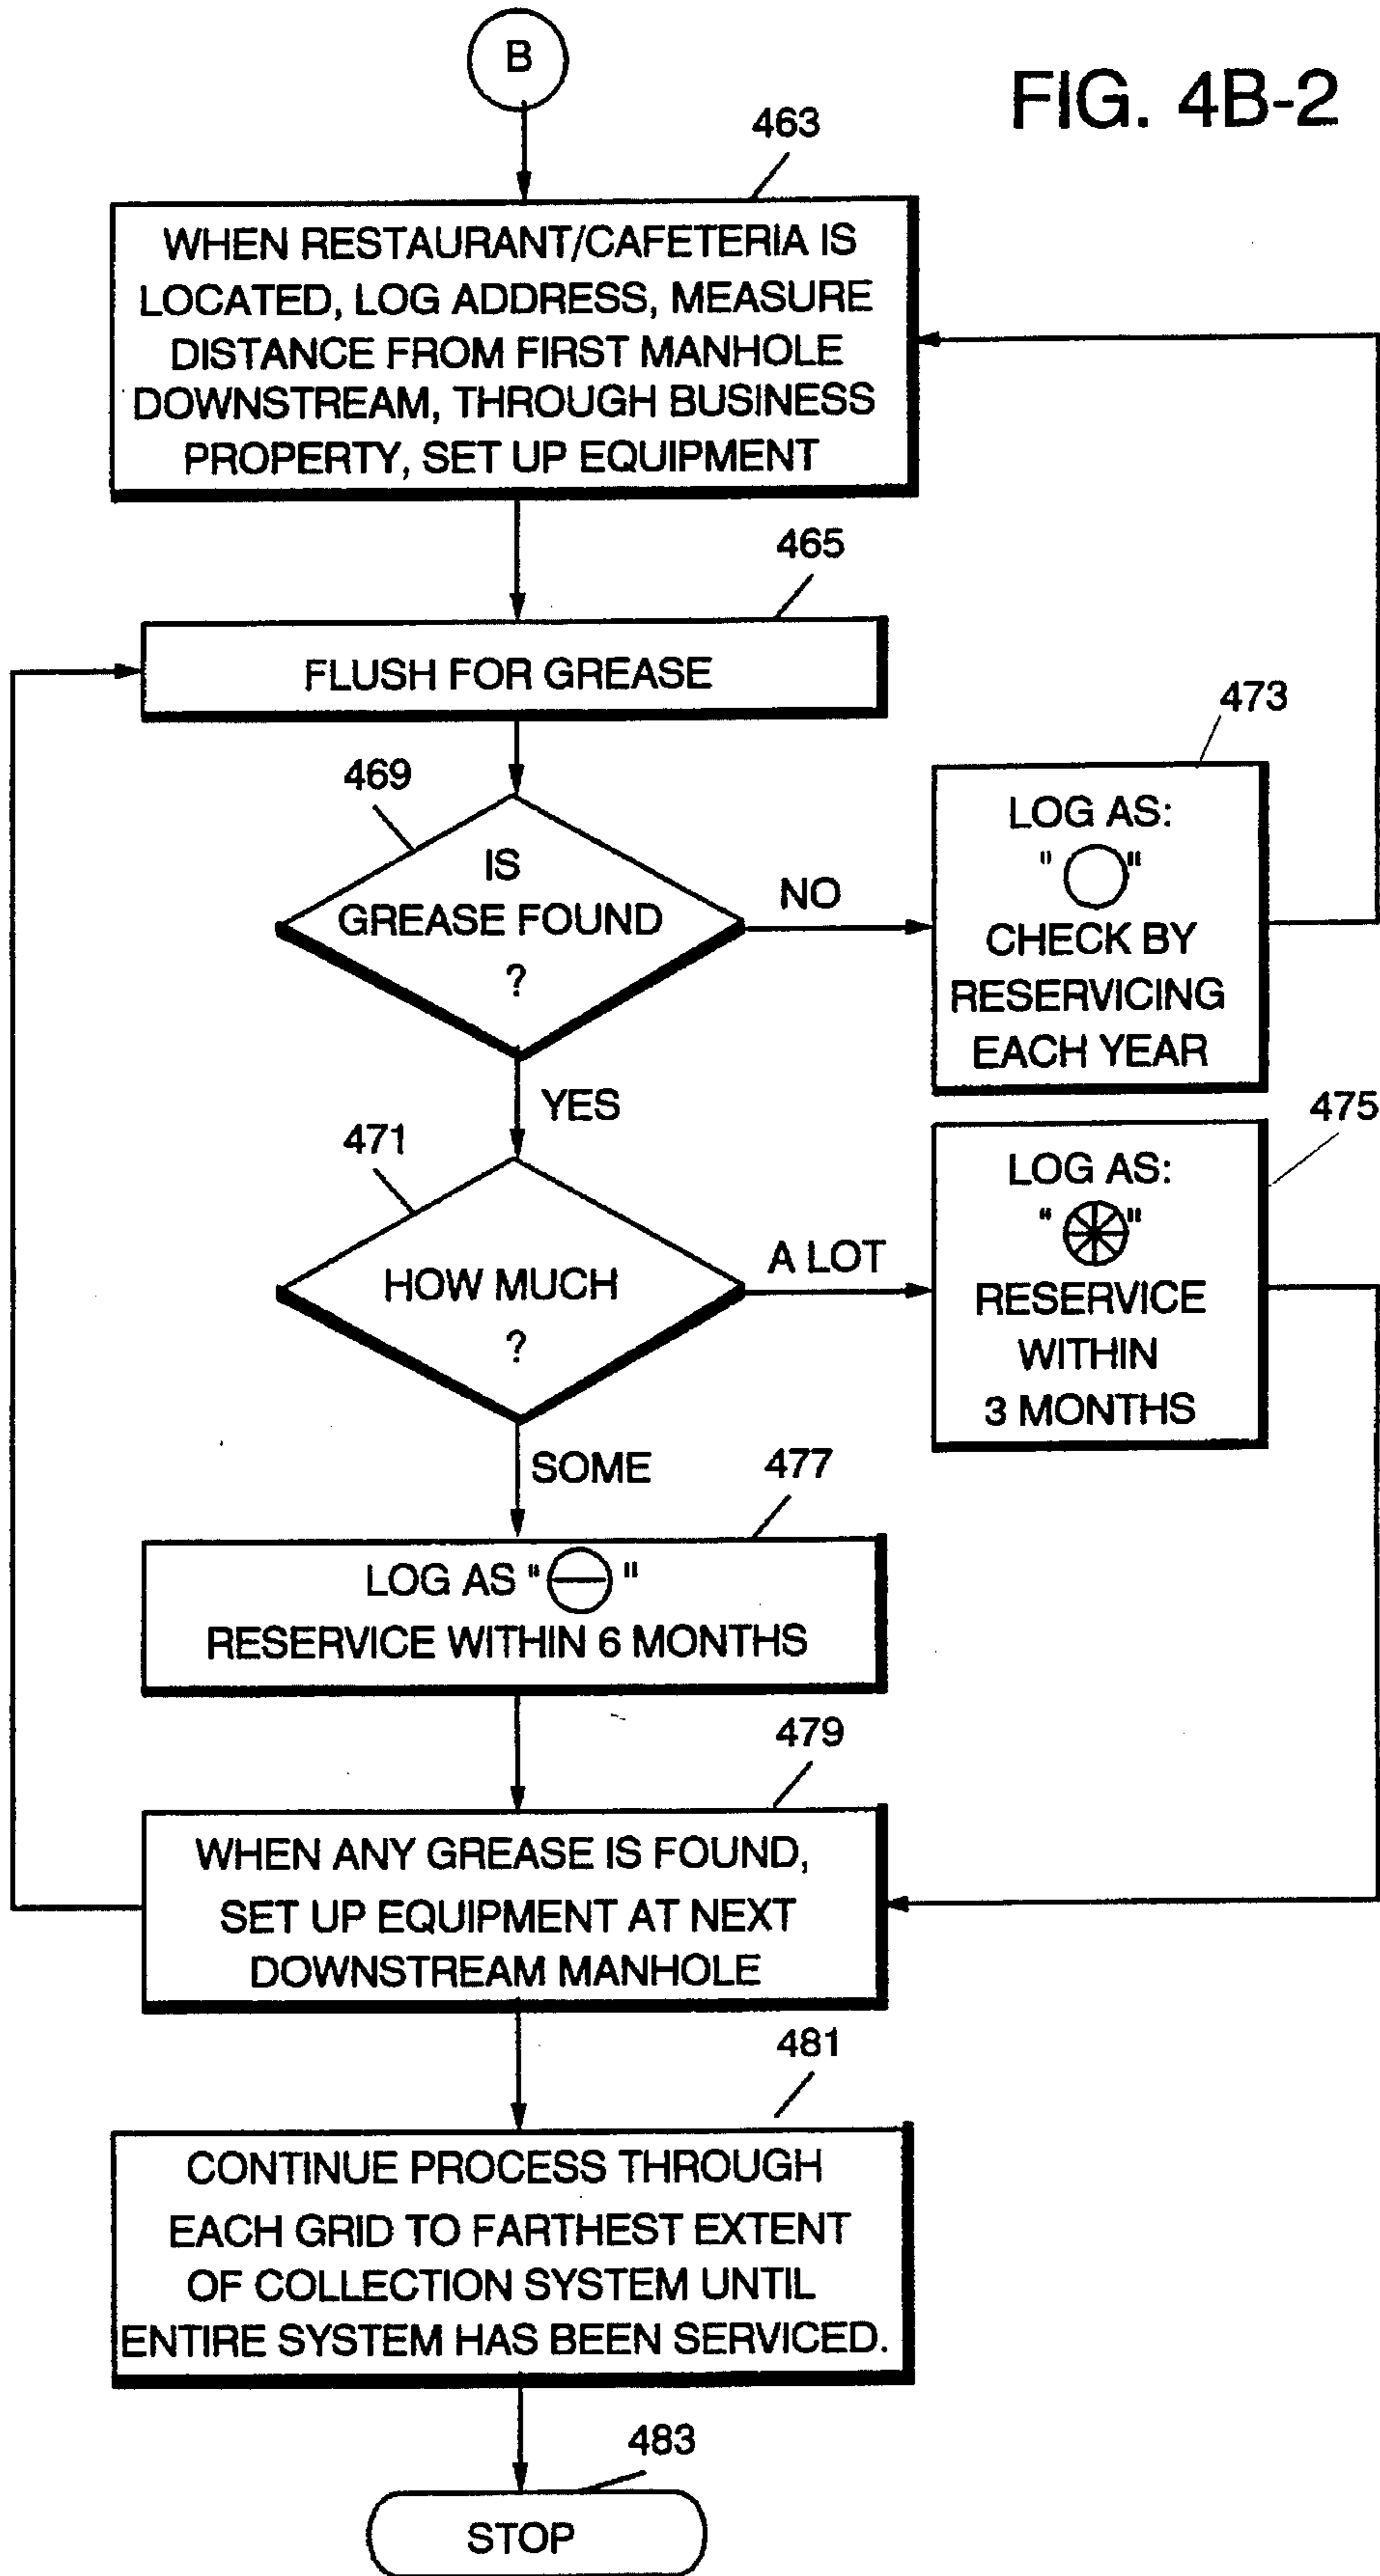 B
FIG. 4B-2
463
WHEN RESTAURANT/CAFETERIA IS
LOCATED, LOG ADDRESS, MEASURE
DISTANCE FROM FIRST MANHOLE
DOWNSTREAM, THROUGH BUSINESS
PROPERTY, SET UP EQUIPMENT
465
FLUSH FOR GREASE
469
IS
GREASE FOUND
?
NO
473
LOG AS:
" "
CHECK BY
RESERVICING
EACH YEAR
YES
471
HOW MUCH
?
A LOT
475
LOG AS:
" "
RESERVICE
WITHIN
3 MONTHS
SOME
477
LOG AS " "
RESERVICE WITHIN 6 MONTHS
479
WHEN ANY GREASE IS FOUND,
SET UP EQUIPMENT AT NEXT
DOWNSTREAM MANHOLE
481
CONTINUE PROCESS THROUGH
EACH GRID TO FARTHEST EXTENT
OF COLLECTION SYSTEM UNTIL
ENTIRE SYSTEM HAS BEEN SERVICED.
483
STOP